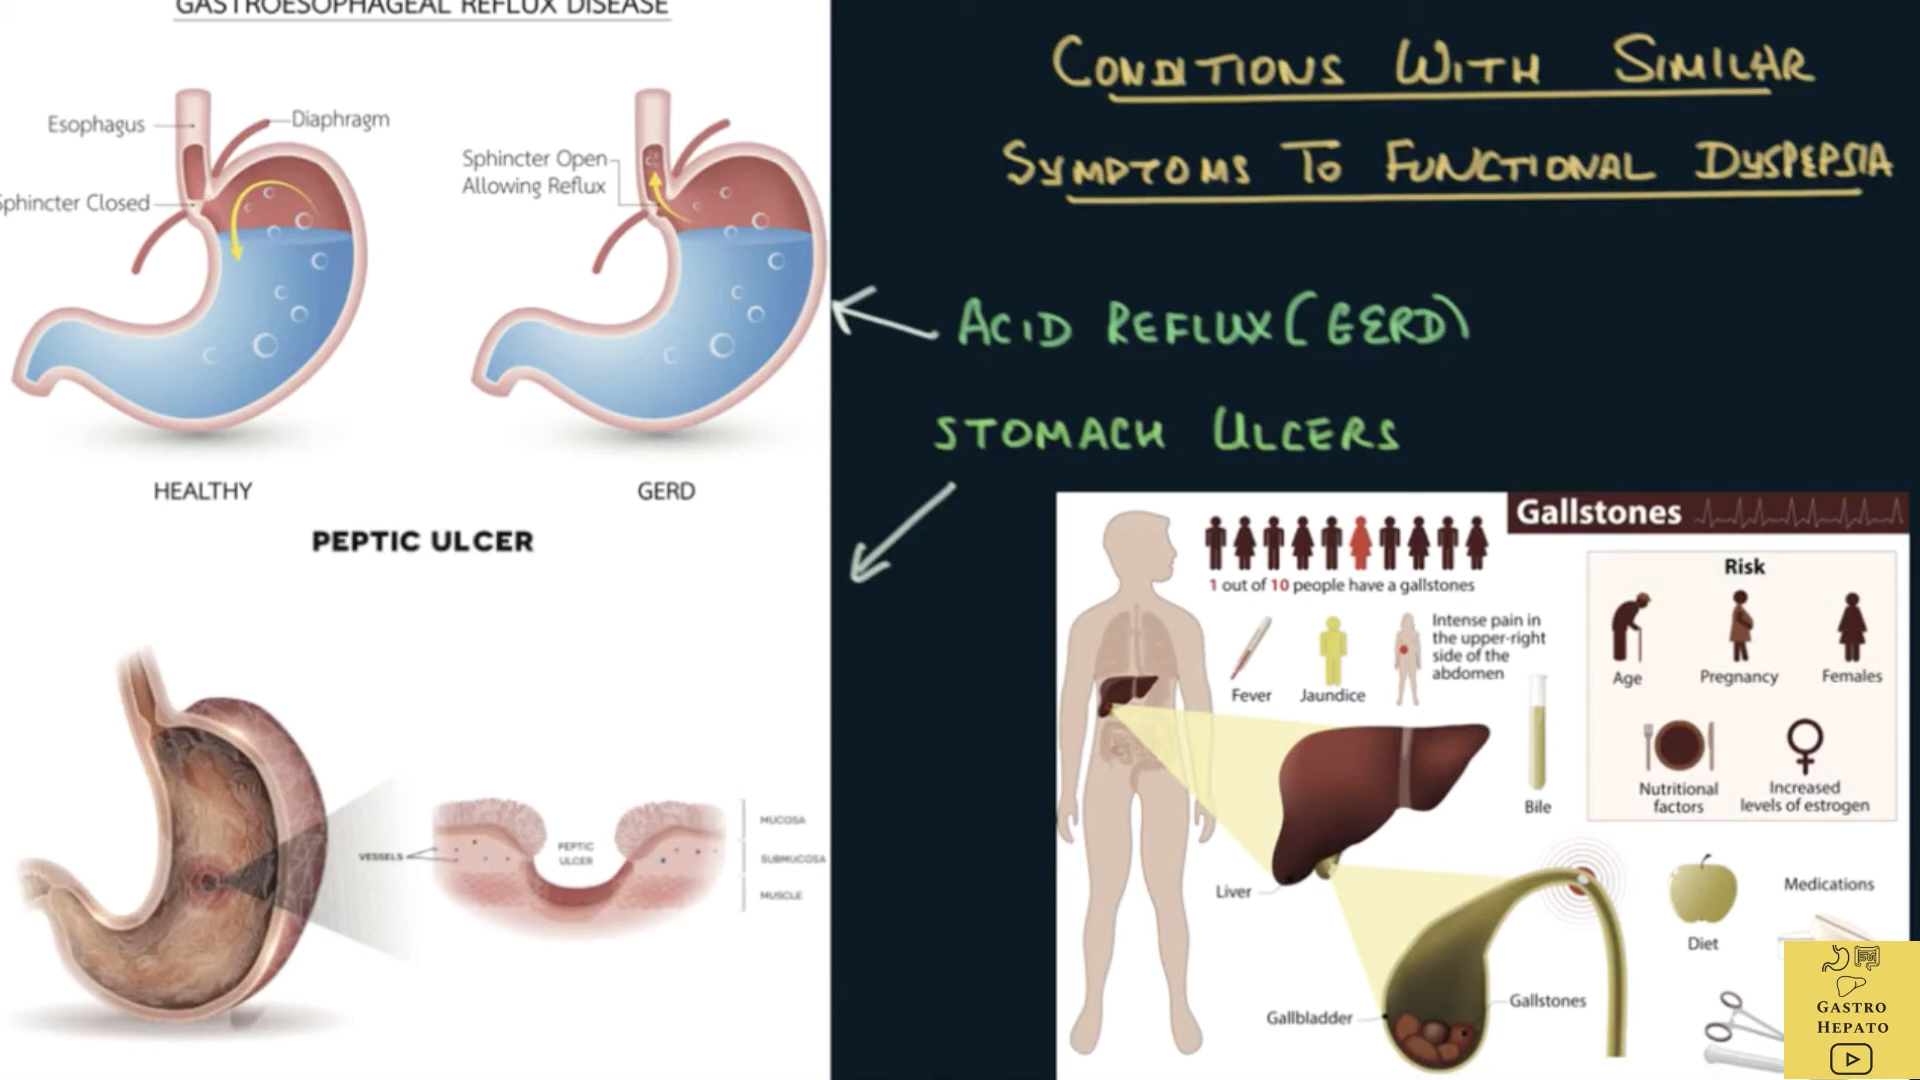 GASTROESOPHAGEAL REFLUX DISEASE
Esophagus
Diaphragm
Sphincter Closed
Sphincter Open
Allowing Reflux
HEALTHY
GERD
PEPTIC ULCER
VESSELS
PEPTIC
ULCER
MUCOSA
SUBMUCOSA
MUSCLE
CONDITIONS WITH SIMILAR
SYMPTOMS TO FUNCTIONAL DYSPEPSIA
ACID REFLUX (GERD)
STOMACH ULCERS
Gallstones
1 out of 10 people have a gallstones
Fever
Jaundice
Intense pain in
the upper-right
side of the
abdomen
Bile
Risk
Age
Pregnancy
Females
Nutritional
factors
Increased
levels of estrogen
Liver
Gallbladder
Gallstones
Diet
Medications
GASTRO
HEPATO